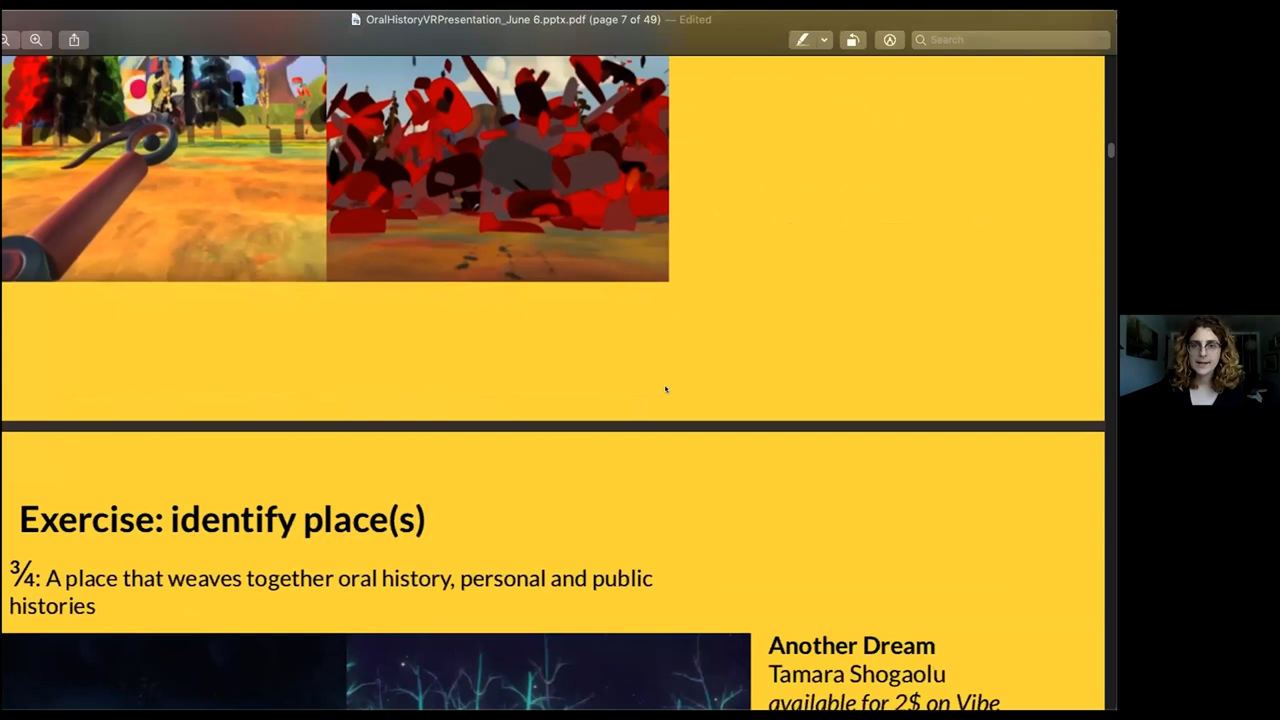 OralHistoryVRPresentation_June 6.pptx.pdf (page 7 of 49) — Edited
Search
Exercise: identify place(s)
¾: A place that weaves together oral history, personal and public
histories
Another Dream
Tamara Shogaolu
available for 2$ on Vibe